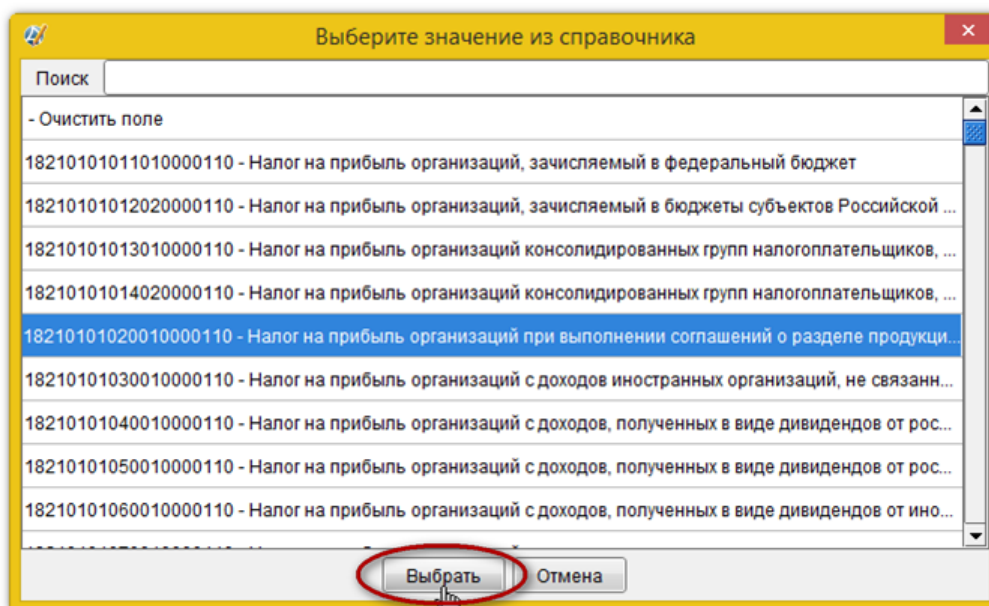 Выберите значение из справочника
Поиск
- Очистить поле
18210101011010000110 - Налог на прибыль организаций, зачисляемый в федеральный бюджет
18210101012020000110 - Налог на прибыль организаций, зачисляемый в бюджеты субъектов Российской ...
18210101013010000110 - Налог на прибыль организаций консолидированных групп налогоплательщиков, ...
18210101014020000110 - Налог на прибыль организаций консолидированных групп налогоплательщиков, ...
18210101020010000110 - Налог на прибыль организаций при выполнении соглашений о разделе продукци...
18210101030010000110 - Налог на прибыль организаций с доходов иностранных организаций, не связанн...
18210101040010000110 - Налог на прибыль организаций с доходов, полученных в виде дивидендов от рос...
18210101050010000110 - Налог на прибыль организаций с доходов, полученных в виде дивидендов от рос...
18210101060010000110 - Налог на прибыль организаций с доходов, полученных в виде дивидендов от ино...
Выбрать
Отмена